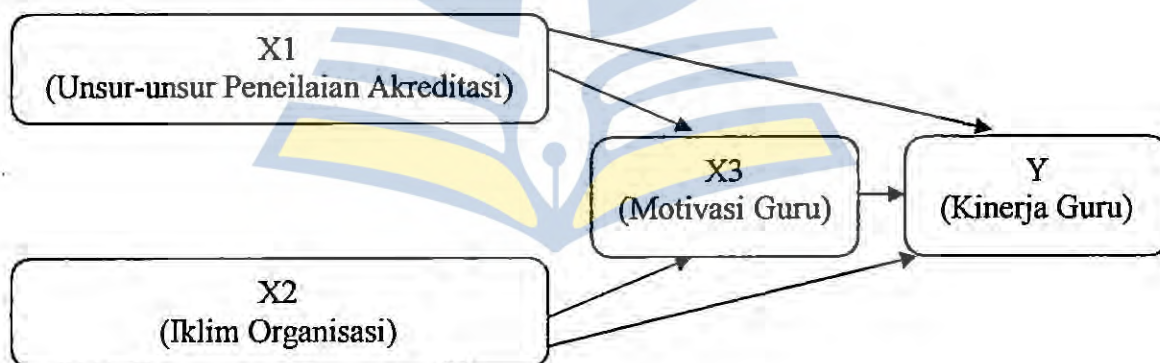 X1
(Unsur-unsur Peneilaian Akreditasi)
X3
(Motivasi Guru)
Y
(Kinerja Guru)
X2
(Iklim Organisasi)